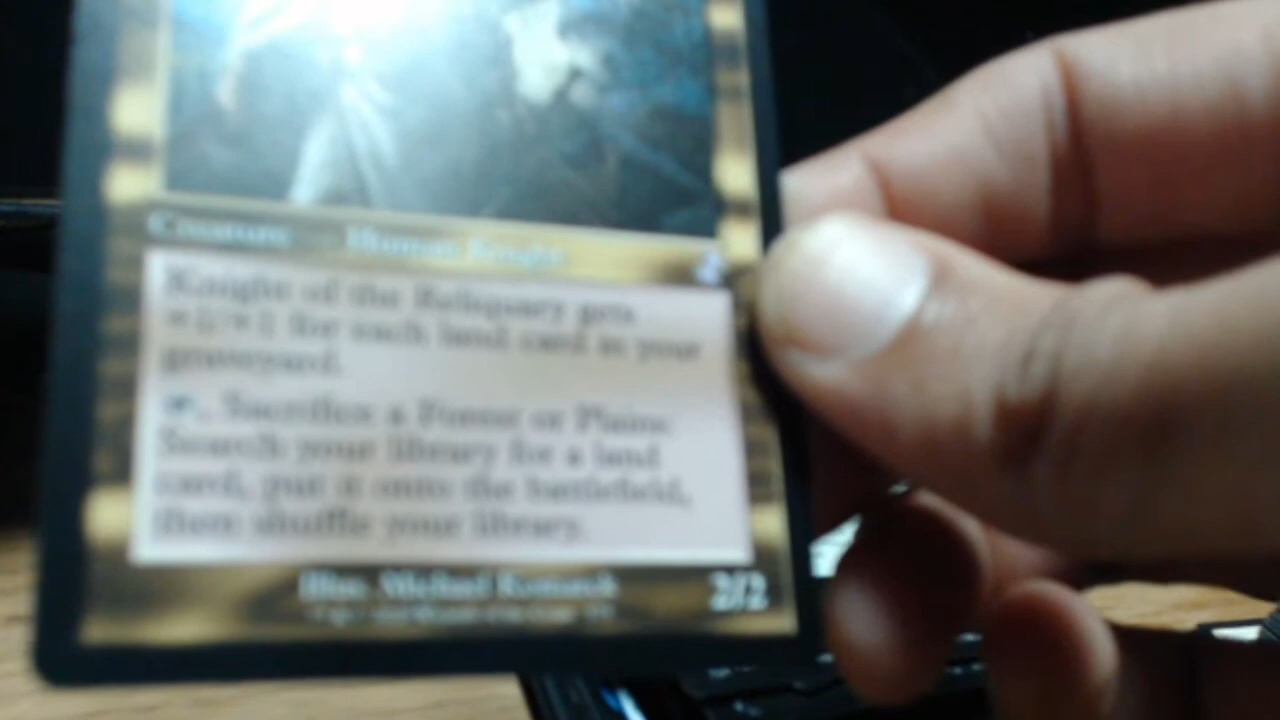 Creature Human Knight
Knight of the Reliquary gets
+1/+1 for each land card in your
graveyard.
, Sacrifice a Forest or Plains:
Search your library for a land
card, put it onto the battlefield,
then shuffle your library.
Illus. Michael Komarck
2/2